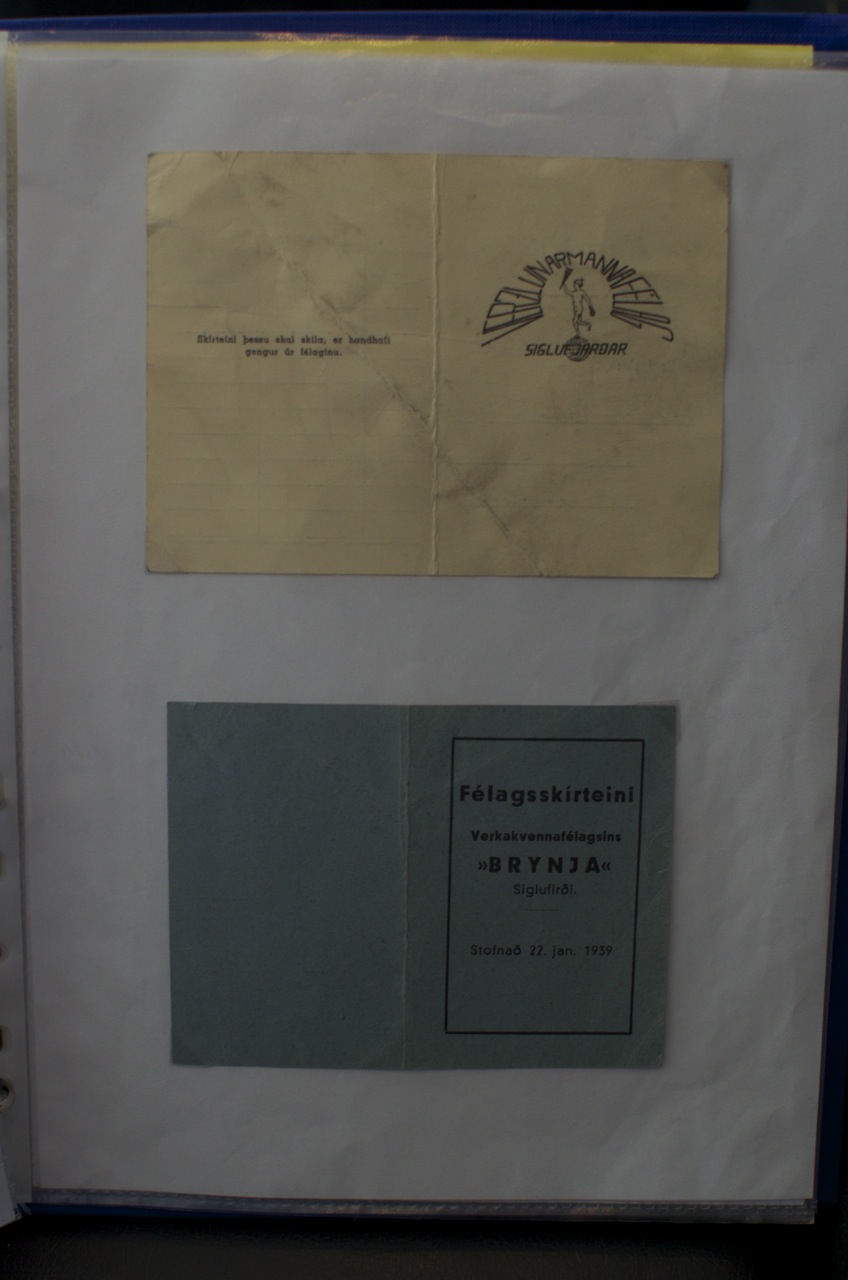 Skírteini þessu skal skila, er handhafi
gengur úr félaginu.
VERZLUNARMANNAFÉLAG
SIGLUFJARÐAR
Félagsskírteini
Verkakvennafélagsins
»BRYNJA«
Siglufirði.
Stofnað 22. jan. 1939